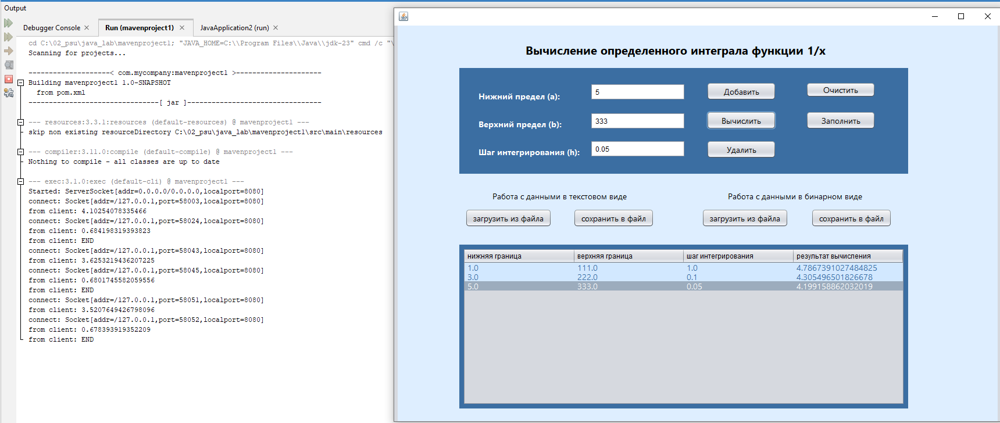 Output
Debugger Console
Run (mavenproject1)
JavaApplication2 (run)
cd C:\02_psu\java_lab\mavenproject1; "JAVA_HOME=C:\\Program Files\\Java\\jdk-23" cmd /c "\
Scanning for projects...
--------------------< com.mycompany:mavenproject1 >---------------------
Building mavenproject1 1.0-SNAPSHOT
from pom.xml
--------------------------------[ jar ]---------------------------------
--- resources:3.3.1:resources (default-resources) @ mavenproject1 ---
skip non existing resourceDirectory C:\02_psu\java_lab\mavenproject1\src\main\resources
--- compiler:3.11.0:compile (default-compile) @ mavenproject1 ---
Nothing to compile - all classes are up to date
--- exec:3.1.0:exec (default-cli) @ mavenproject1 ---
Started: ServerSocket[addr=0.0.0.0/0.0.0.0,localport=8080]
connect: Socket[addr=/127.0.0.1,port=58003,localport=8080]
from client: 4.10254078335466
connect: Socket[addr=/127.0.0.1,port=58024,localport=8080]
from client: 0.684198319393823
from client: END
connect: Socket[addr=/127.0.0.1,port=58043,localport=8080]
from client: 3.6253219436207225
connect: Socket[addr=/127.0.0.1,port=58045,localport=8080]
from client: 0.6801745582059556
from client: END
connect: Socket[addr=/127.0.0.1,port=58051,localport=8080]
from client: 3.5207649426798096
connect: Socket[addr=/127.0.0.1,port=58052,localport=8080]
from client: 0.678393919352209
from client: END
Вычисление определенного интеграла функции 1/x
Нижний предел (a): 5 Добавить Очистить
Верхний предел (b): 333 Вычислить Заполнить
Шаг интегрирования (h): 0.05 Удалить
Работа с данными в текстовом виде Работа с данными в бинарном виде
загрузить из файла сохранить в файл загрузить из файла сохранить в файл
нижняя граница верхняя граница шаг интегрирования результат вычисления
1.0 111.0 1.0 4.7867391027484825
3.0 222.0 0.1 4.305496501826678
5.0 333.0 0.05 4.199158862032019